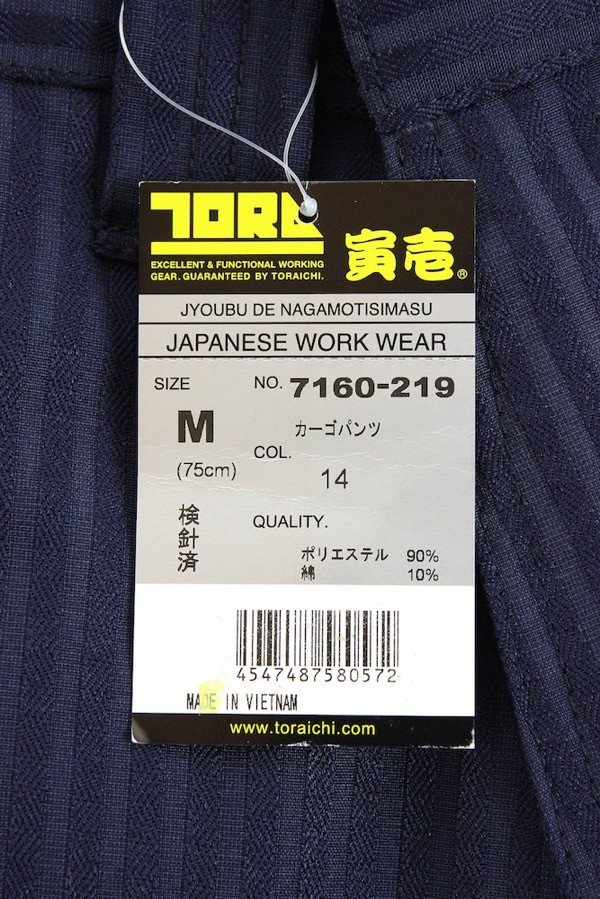 TORA
EXCELLENT & FUNCTIONAL WORKING
GEAR. GUARANTEED BY TORAICHI.
寅壱®
JYOUBU DE NAGAMOTISIMASU
JAPANESE WORK WEAR
SIZE
M
(75cm)
検針済
NO. 7160-219
カーゴパンツ
COL.
14
QUALITY.
ポリエステル 90%
綿 10%
4547487580572
MADE IN VIETNAM
www.toraichi.com